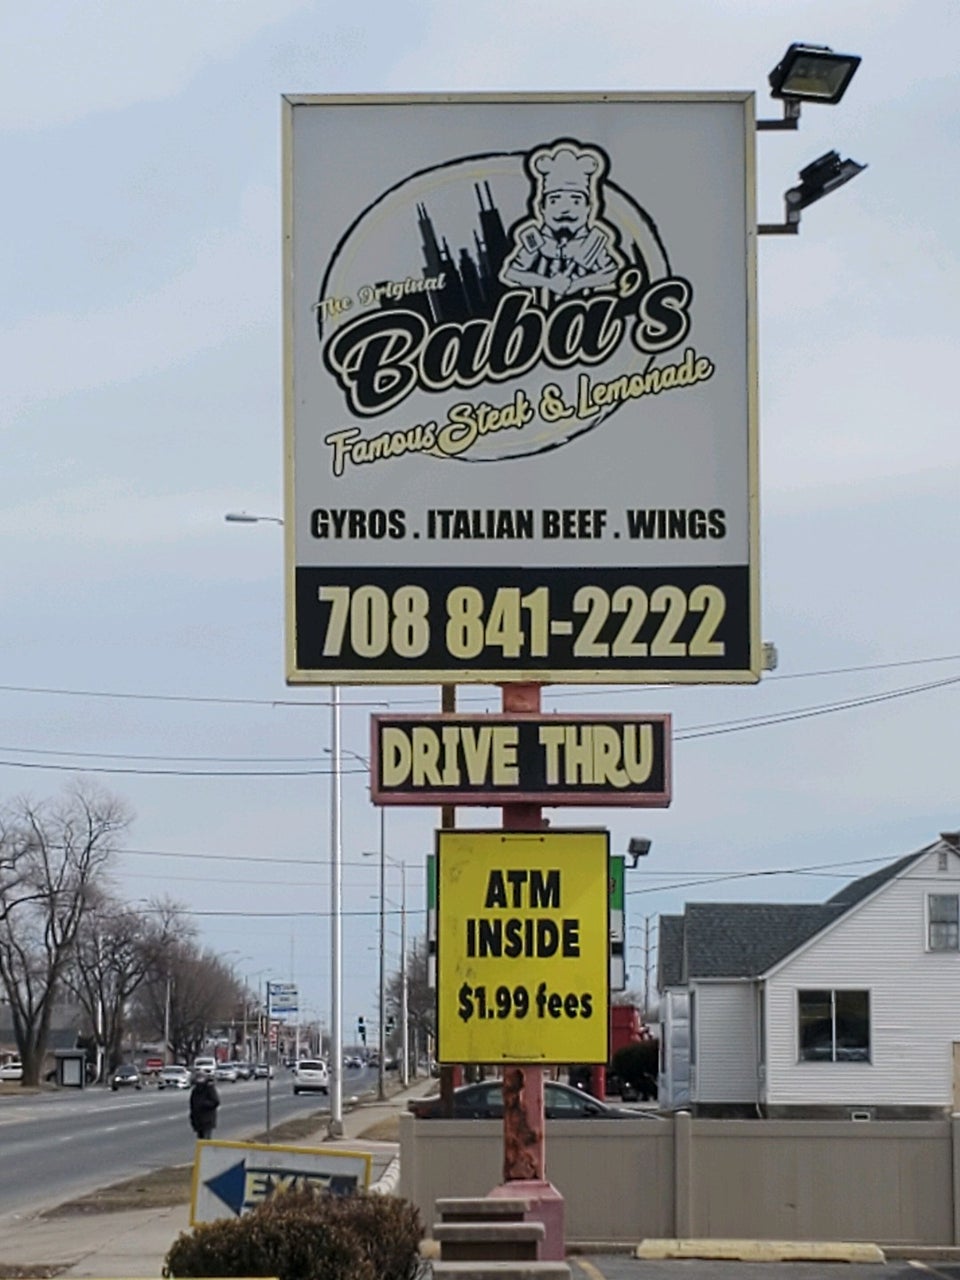 The Original
Baba's
Famous Steak & Lemonade
GYROS . ITALIAN BEEF . WINGS
708 841-2222
DRIVE THRU
ATM
INSIDE
$1.99 fees